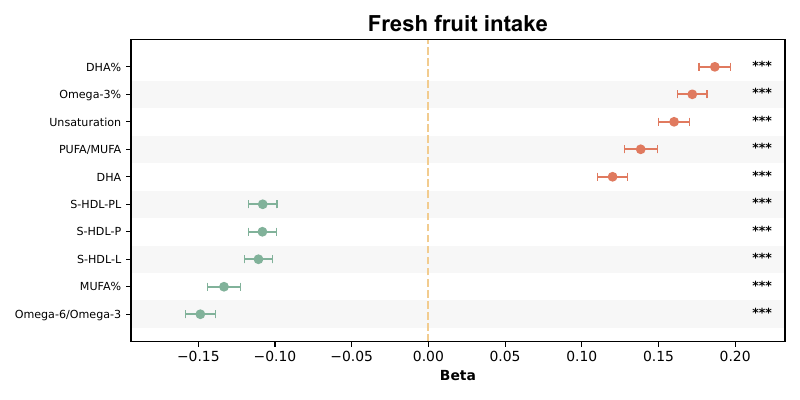 Fresh fruit intake
DHA% ***
Omega-3% ***
Unsaturation ***
PUFA/MUFA ***
DHA ***
S-HDL-PL ***
S-HDL-P ***
S-HDL-L ***
MUFA% ***
Omega-6/Omega-3 ***
−0.15 −0.10 −0.05 0.00 0.05 0.10 0.15 0.20
Beta